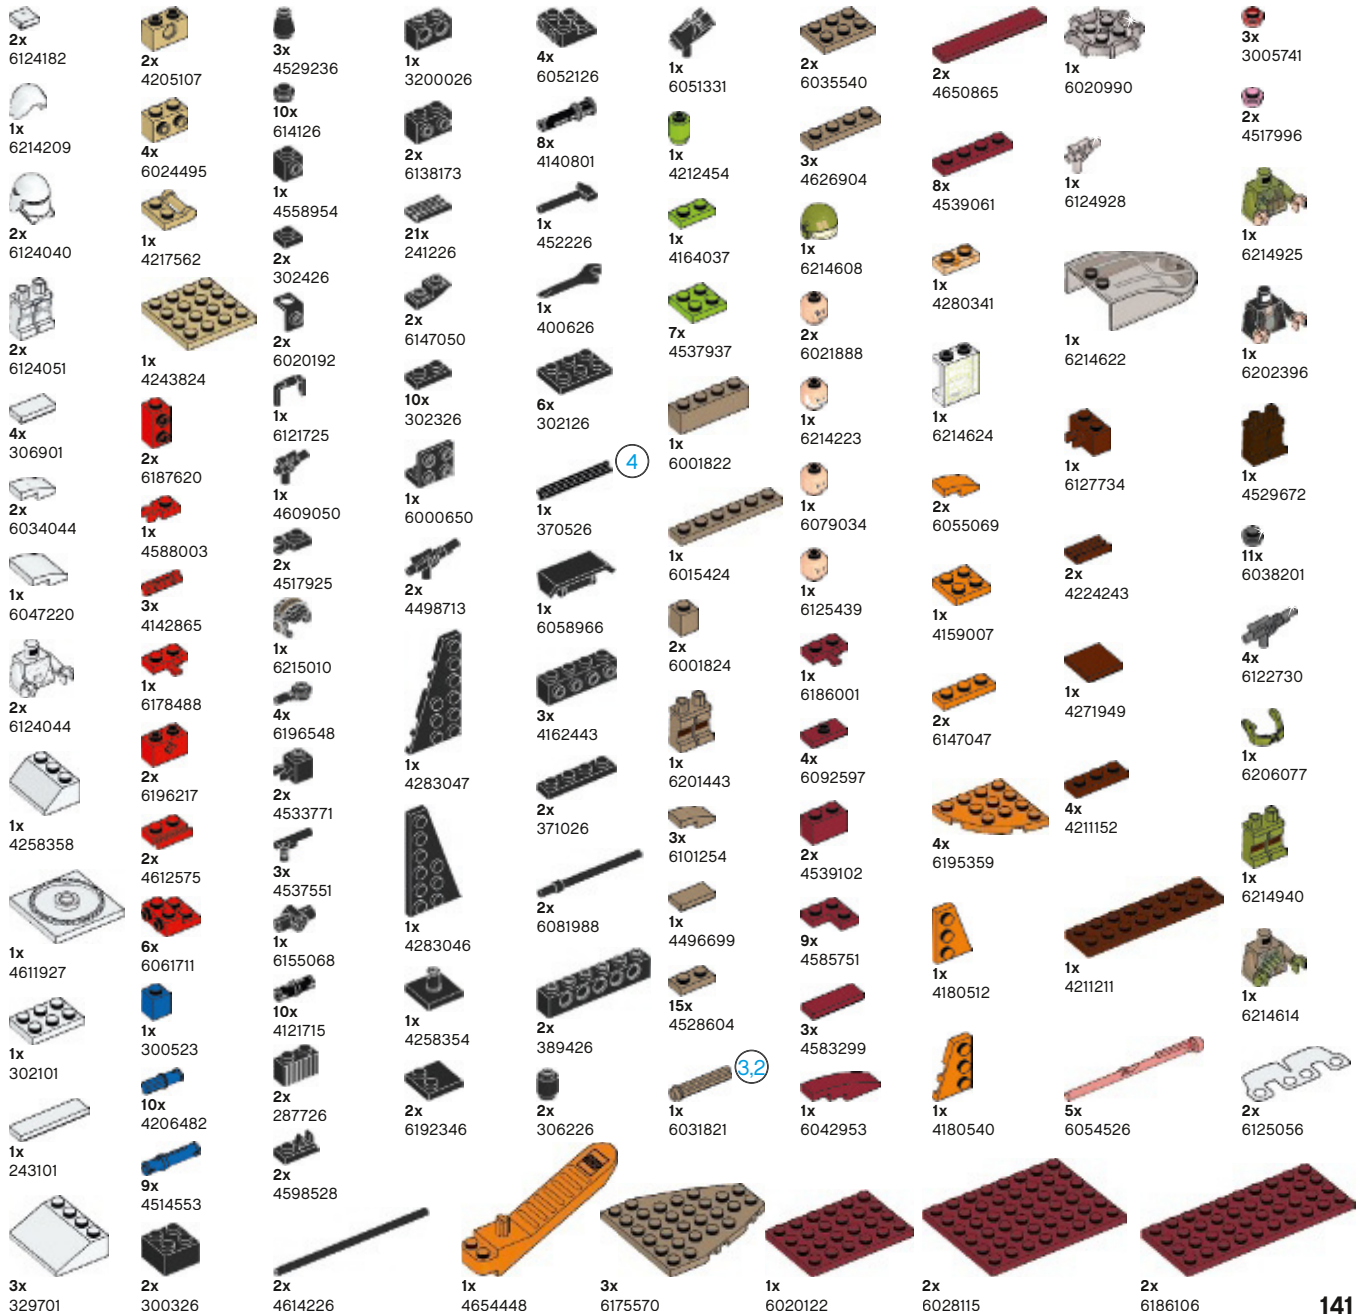 2x
6124182
1x
6214209
2x
6124040
2x
6124051
4x
306901
2x
6034044
1x
6047220
2x
6124044
1x
4258358
1x
4611927
1x
302101
1x
243101
3x
329701
2x
4205107
4x
6024495
1x
4217562
1x
4243824
2x
6187620
1x
4588003
3x
4142865
1x
6178488
2x
6196217
2x
4612575
6x
6061711
1x
300523
10x
4206482
9x
4514553
2x
300326
3x
4529236
10x
614126
1x
4558954
2x
302426
2x
6020192
1x
6121725
1x
4609050
2x
4517925
1x
6215010
4x
6196548
2x
4533771
3x
4537551
1x
6155068
10x
4121715
2x
287726
2x
4598528
2x
4614226
1x
3200026
2x
6138173
21x
241226
2x
6147050
10x
302326
1x
6000650
2x
4498713
1x
4283047
1x
4283046
1x
4258354
2x
6192346
1x
4654448
4x
6052126
8x
4140801
1x
452226
1x
400626
6x
302126
4
1x
370526
1x
6058966
3x
4162443
2x
371026
2x
6081988
2x
389426
2x
306226
3x
6175570
1x
6051331
1x
4212454
1x
4164037
7x
4537937
1x
6001822
1x
6015424
2x
6001824
1x
6201443
3x
6101254
1x
4496699
15x
4528604
3,2
1x
6031821
1x
6020122
2x
6035540
3x
4626904
1x
6214608
2x
6021888
1x
6214223
1x
6079034
1x
6125439
1x
6186001
4x
6092597
2x
4539102
9x
4585751
3x
4583299
1x
6042953
2x
6028115
2x
4650865
8x
4539061
1x
4280341
1x
6214624
2x
6055069
1x
4159007
2x
6147047
4x
6195359
1x
4180512
1x
4180540
1x
6020990
1x
6124928
1x
6214622
1x
6127734
2x
4224243
1x
4271949
4x
4211152
1x
4211211
5x
6054526
2x
6186106
3x
3005741
2x
4517996
1x
6214925
1x
6202396
1x
4529672
11x
6038201
4x
6122730
1x
6206077
1x
6214940
1x
6214614
2x
6125056
141